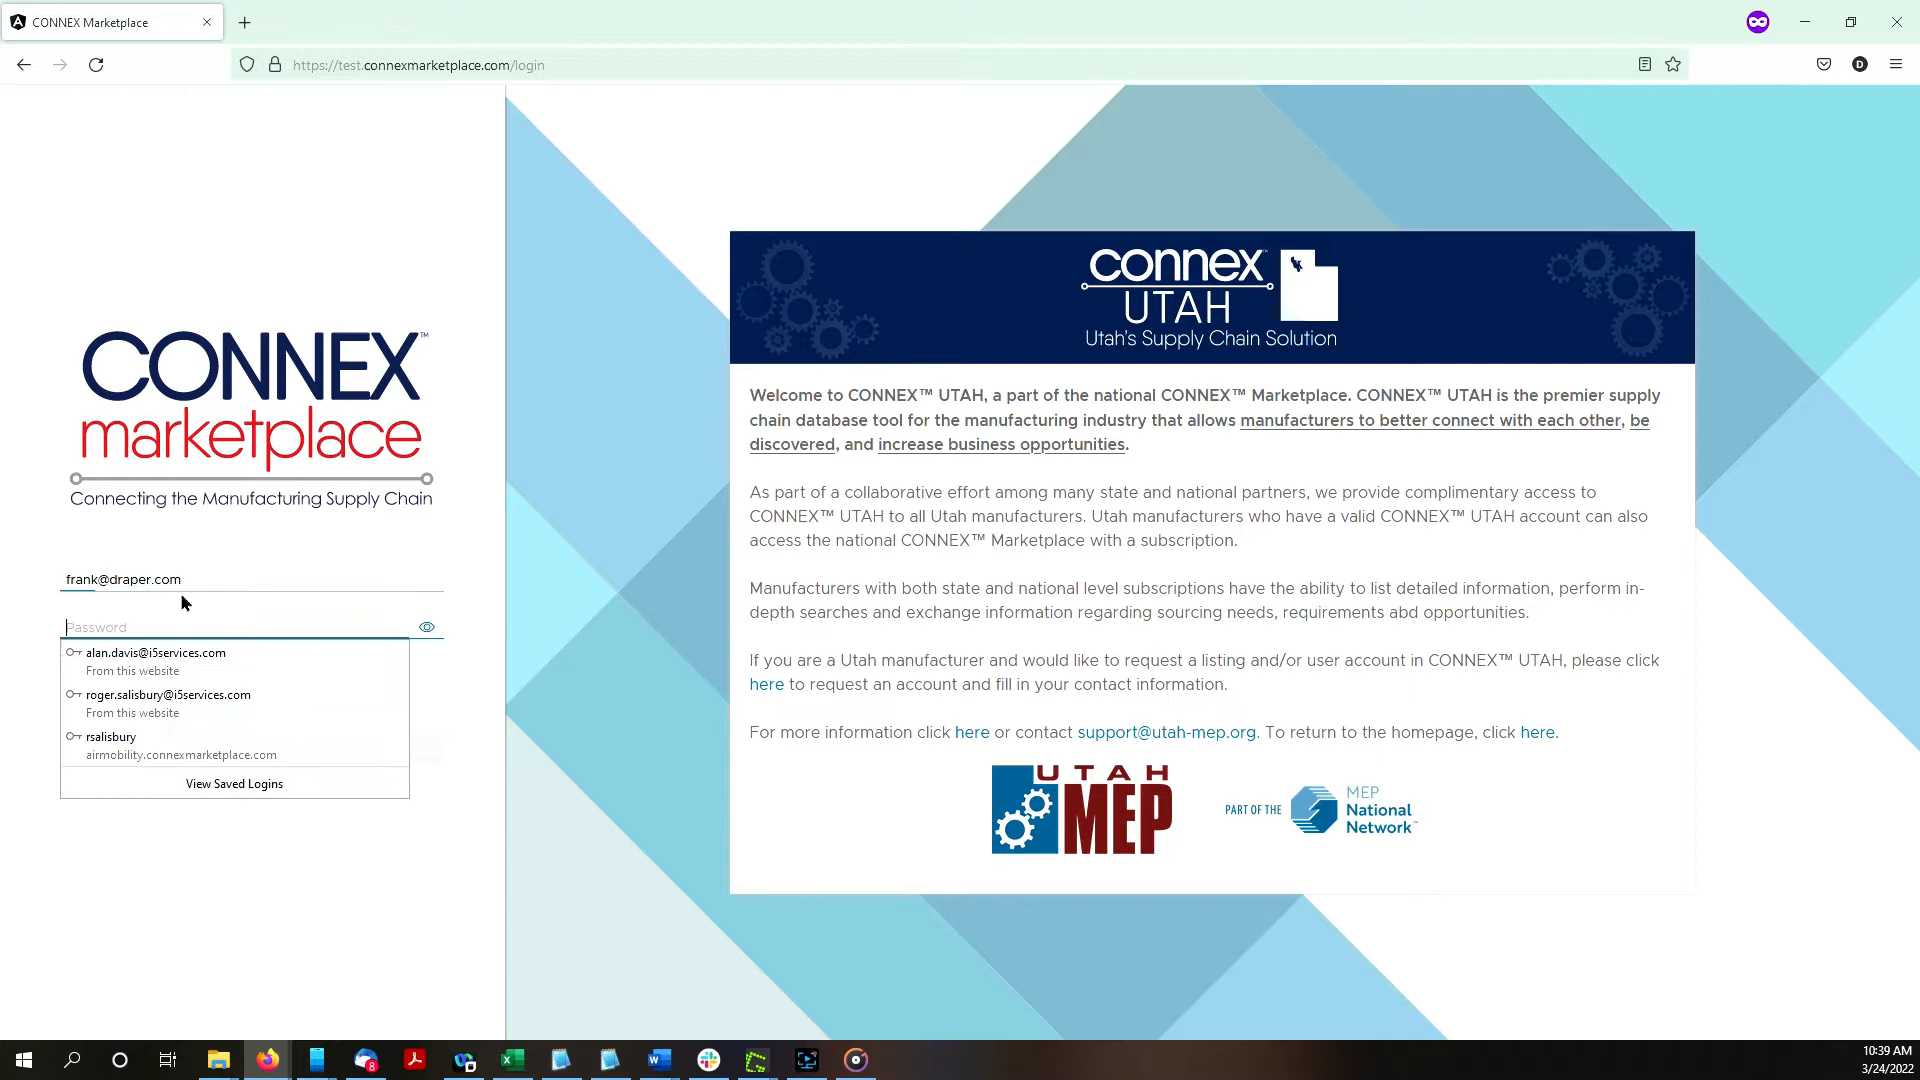 CONNEX Marketplace
https://test.connexmarketplace.com/login
D
CONNEX™
marketplace
Connecting the Manufacturing Supply Chain
frank@draper.com
Password
alan.davis@i5services.com
From this website
roger.salisbury@i5services.com
From this website
rsalisbury
airmobility.connexmarketplace.com
View Saved Logins
connex™
UTAH
Utah's Supply Chain Solution
Welcome to CONNEX™ UTAH, a part of the national CONNEX™ Marketplace. CONNEX™ UTAH is the premier supply
chain database tool for the manufacturing industry that allows manufacturers to better connect with each other, be
discovered, and increase business opportunities.
As part of a collaborative effort among many state and national partners, we provide complimentary access to
CONNEX™ UTAH to all Utah manufacturers. Utah manufacturers who have a valid CONNEX™ UTAH account can also
access the national CONNEX™ Marketplace with a subscription.
Manufacturers with both state and national level subscriptions have the ability to list detailed information, perform in-
depth searches and exchange information regarding sourcing needs, requirements abd opportunities.
If you are a Utah manufacturer and would like to request a listing and/or user account in CONNEX™ UTAH, please click
here to request an account and fill in your contact information.
For more information click here or contact support@utah-mep.org. To return to the homepage, click here.
UTAH
MEP
PART OF THE
MEP
National
Network™
8
10:39 AM
3/24/2022